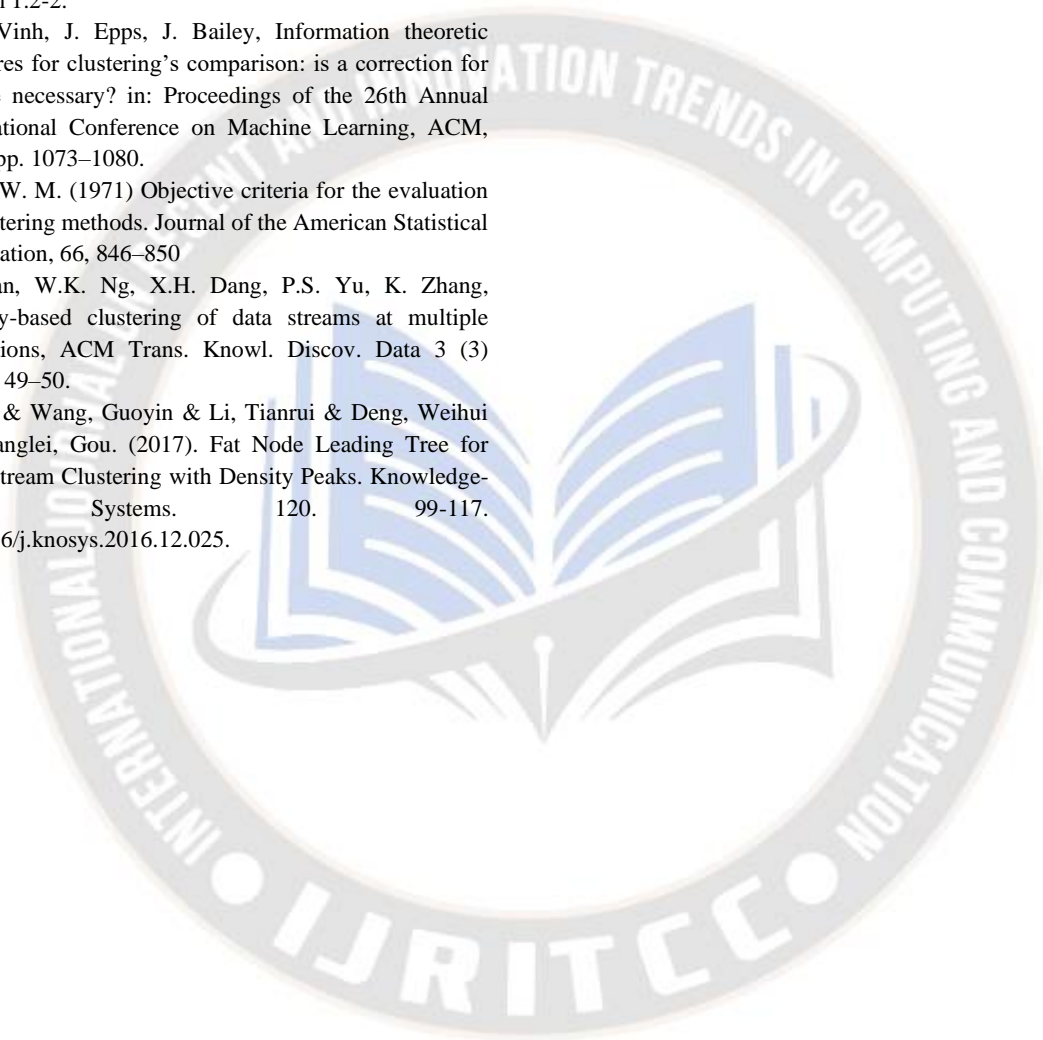 1.2-2.
Vinh, J. Epps, J. Bailey, Information theoretic
res for clustering's comparison: is a correction for
e necessary? in: Proceedings of the 26th Annual
ational Conference on Machine Learning, ACM,
pp. 1073–1080.
W. M. (1971) Objective criteria for the evaluation
stering methods. Journal of the American Statistical
ation, 66, 846–850
an, W.K. Ng, X.H. Dang, P.S. Yu, K. Zhang,
y-based clustering of data streams at multiple
ions, ACM Trans. Knowl. Discov. Data 3 (3)
49–50.
& Wang, Guoyin & Li, Tianrui & Deng, Weihui
anglei, Gou. (2017). Fat Node Leading Tree for
Stream Clustering with Density Peaks. Knowledge-
Systems. 120. 99-117.
6/j.knosys.2016.12.025.
INTERNATIONAL JOURNAL ON RECENT AND INNOVATION TRENDS IN COMPUTING AND COMMUNICATION
IJRITCC